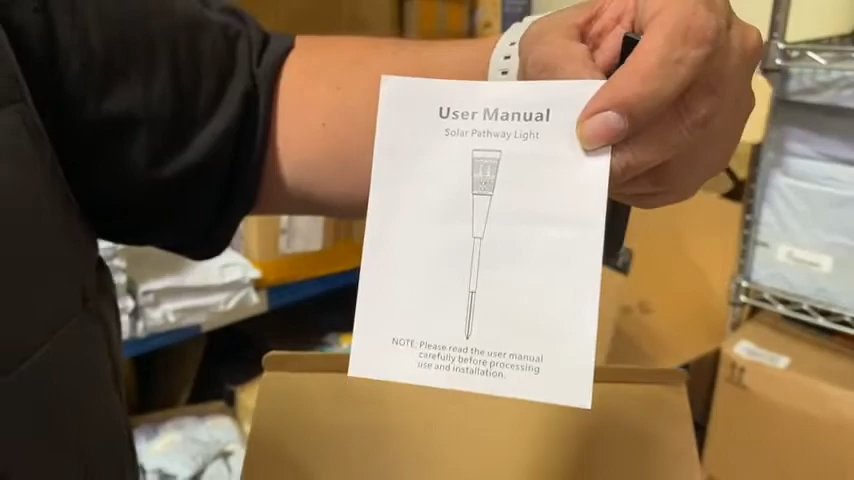 User Manual
Solar Pathway Light
NOTE: Please read the user manual
carefully before processing
use and installation.